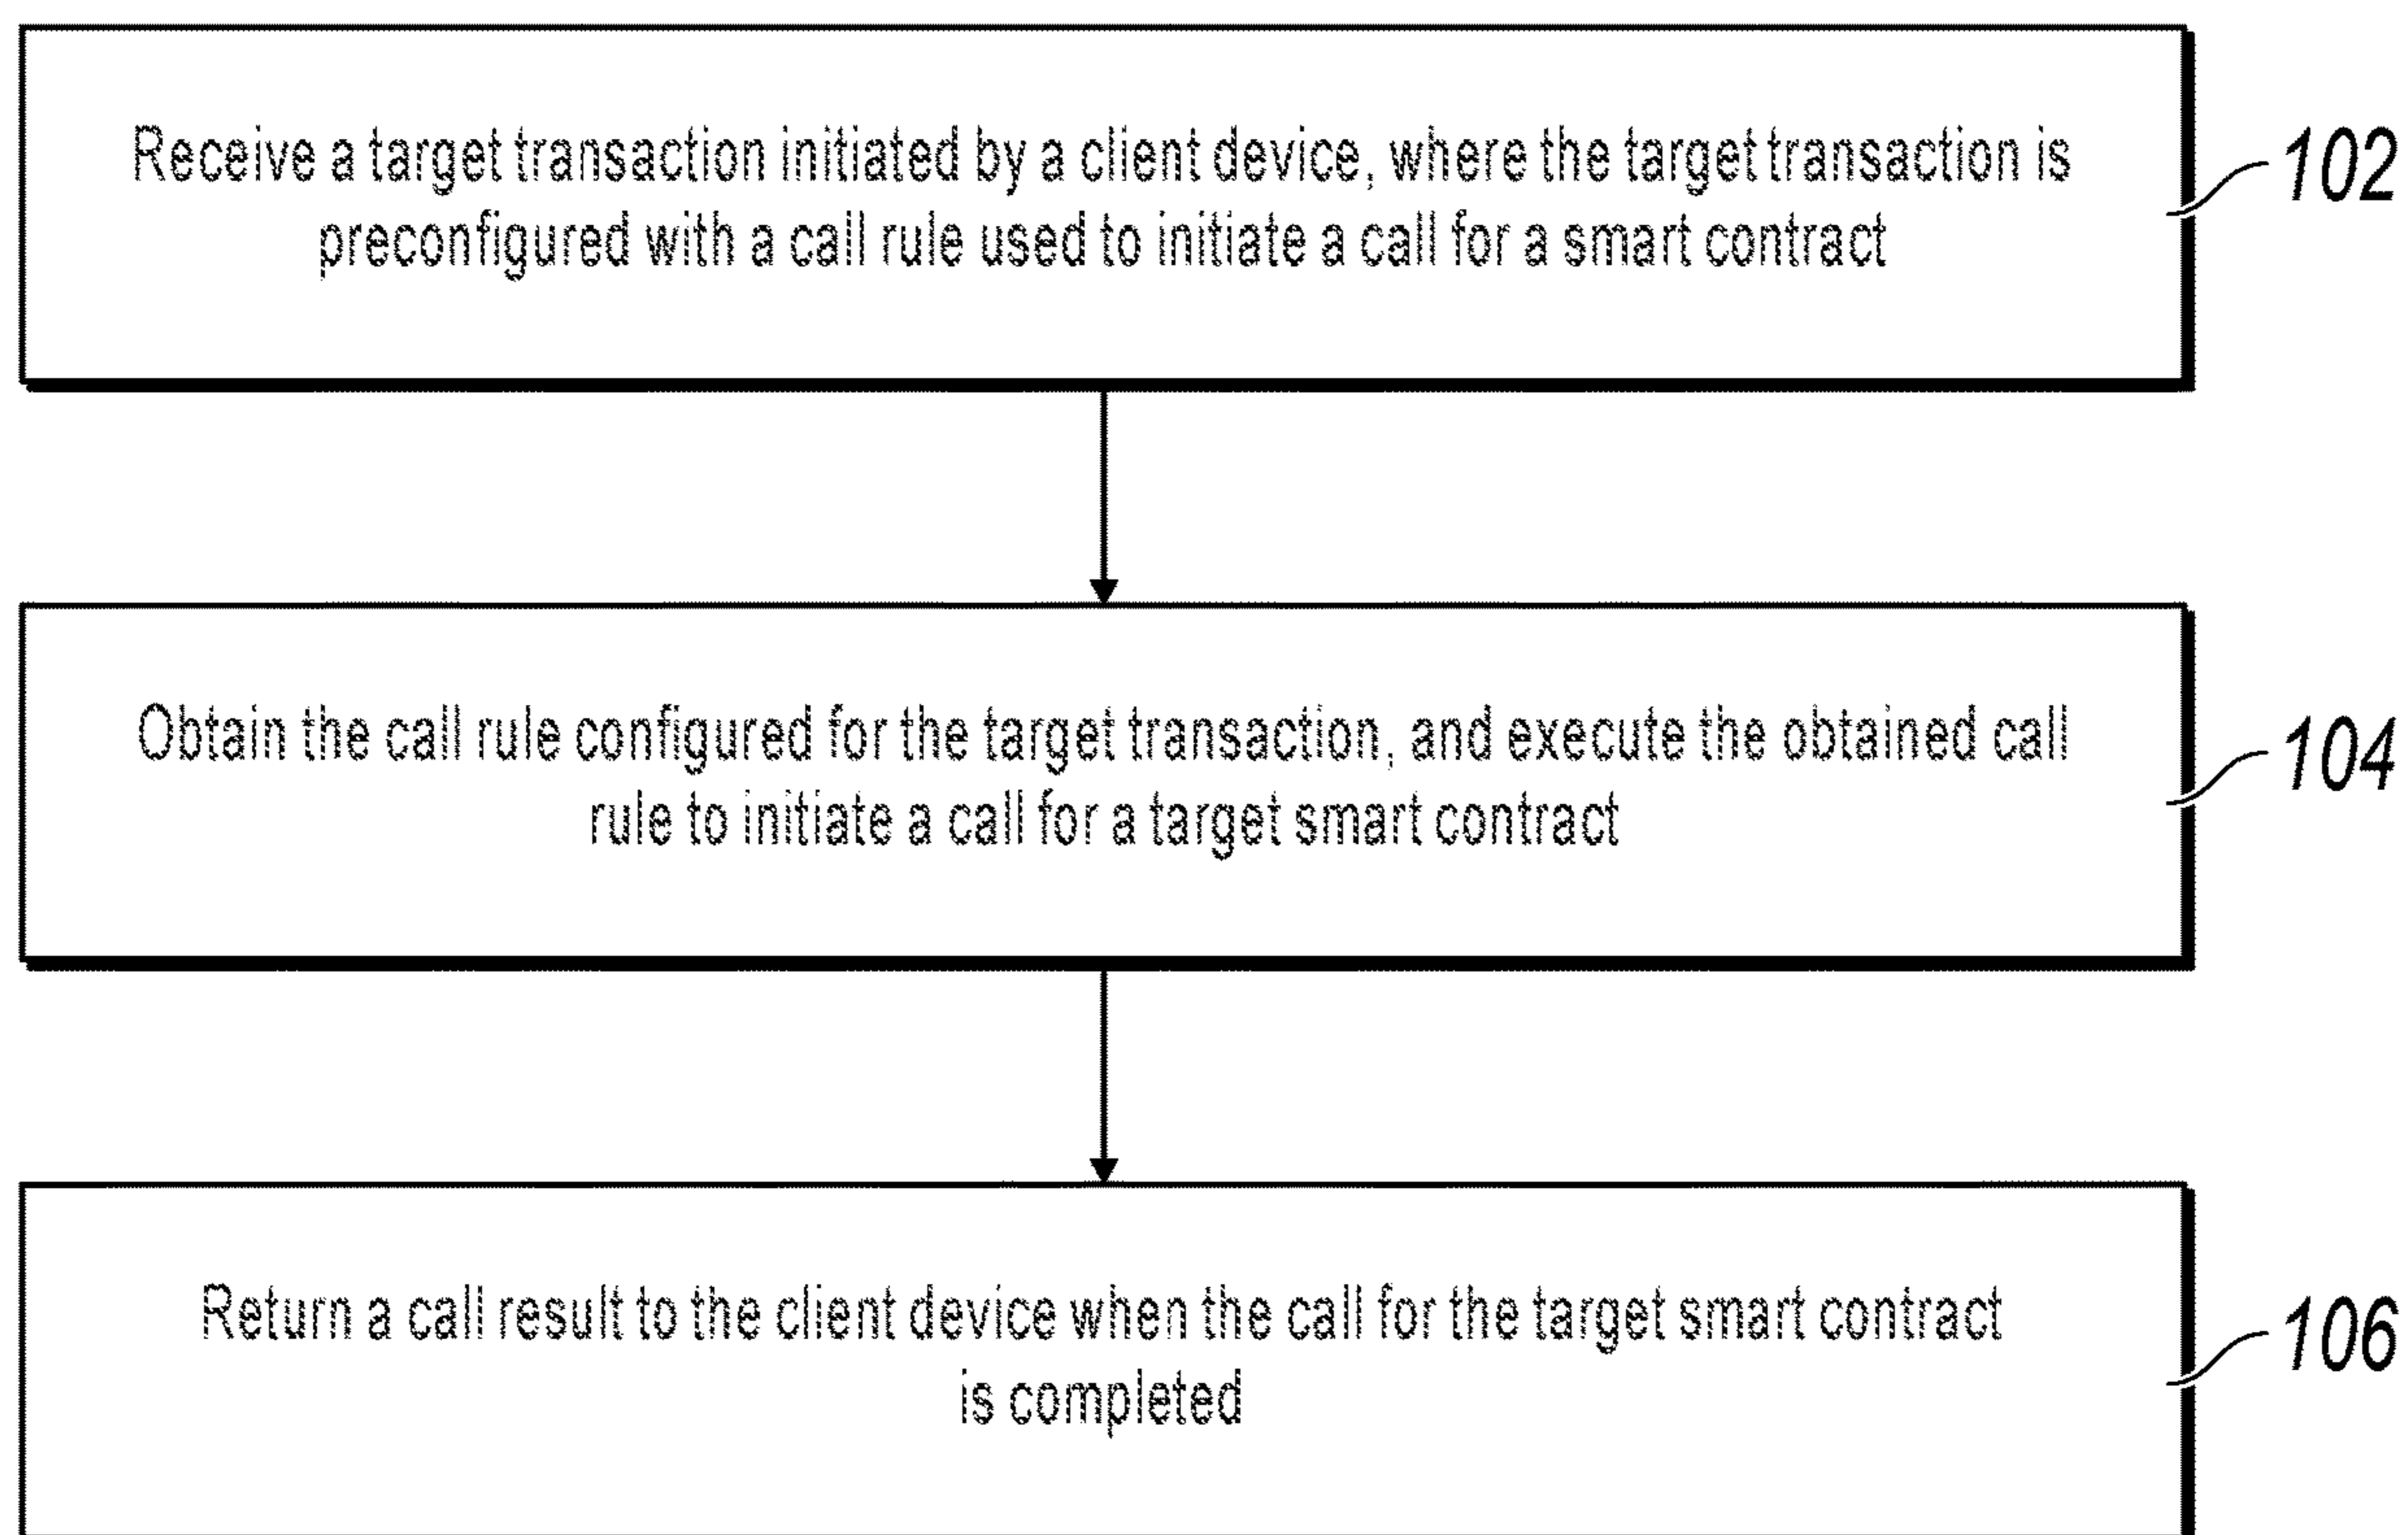 Receive a target transaction initiated by a client device, where the target transaction is
preconfigured with a call rule used to initiate a call for a smart contract
102
Obtain the call rule configured for the target transaction, and execute the obtained call
rule to initiate a call for a target smart contract
104
Return a call result to the client device when the call for the target smart contract
is completed
106